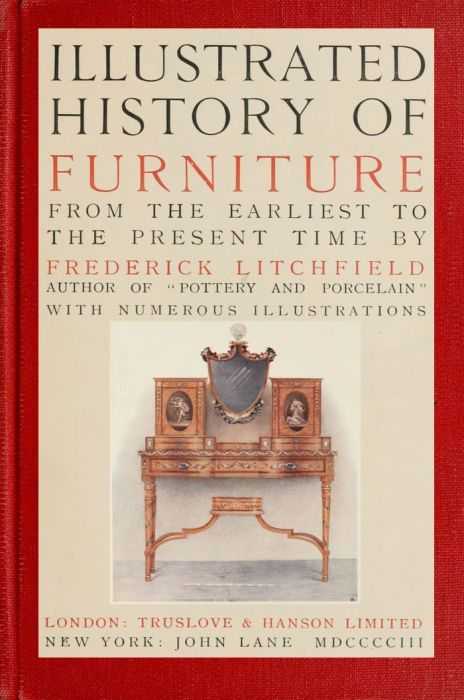 ILLUSTRATED
HISTORY OF
FURNITURE
FROM THE EARLIEST TO
THE PRESENT TIME BY
FREDERICK LITCHFIELD
AUTHOR OF "POTTERY AND PORCELAIN"
WITH NUMEROUS ILLUSTRATIONS
LONDON: TRUSLOVE & HANSON LIMITED
NEW YORK: JOHN LANE MDCCCCIII